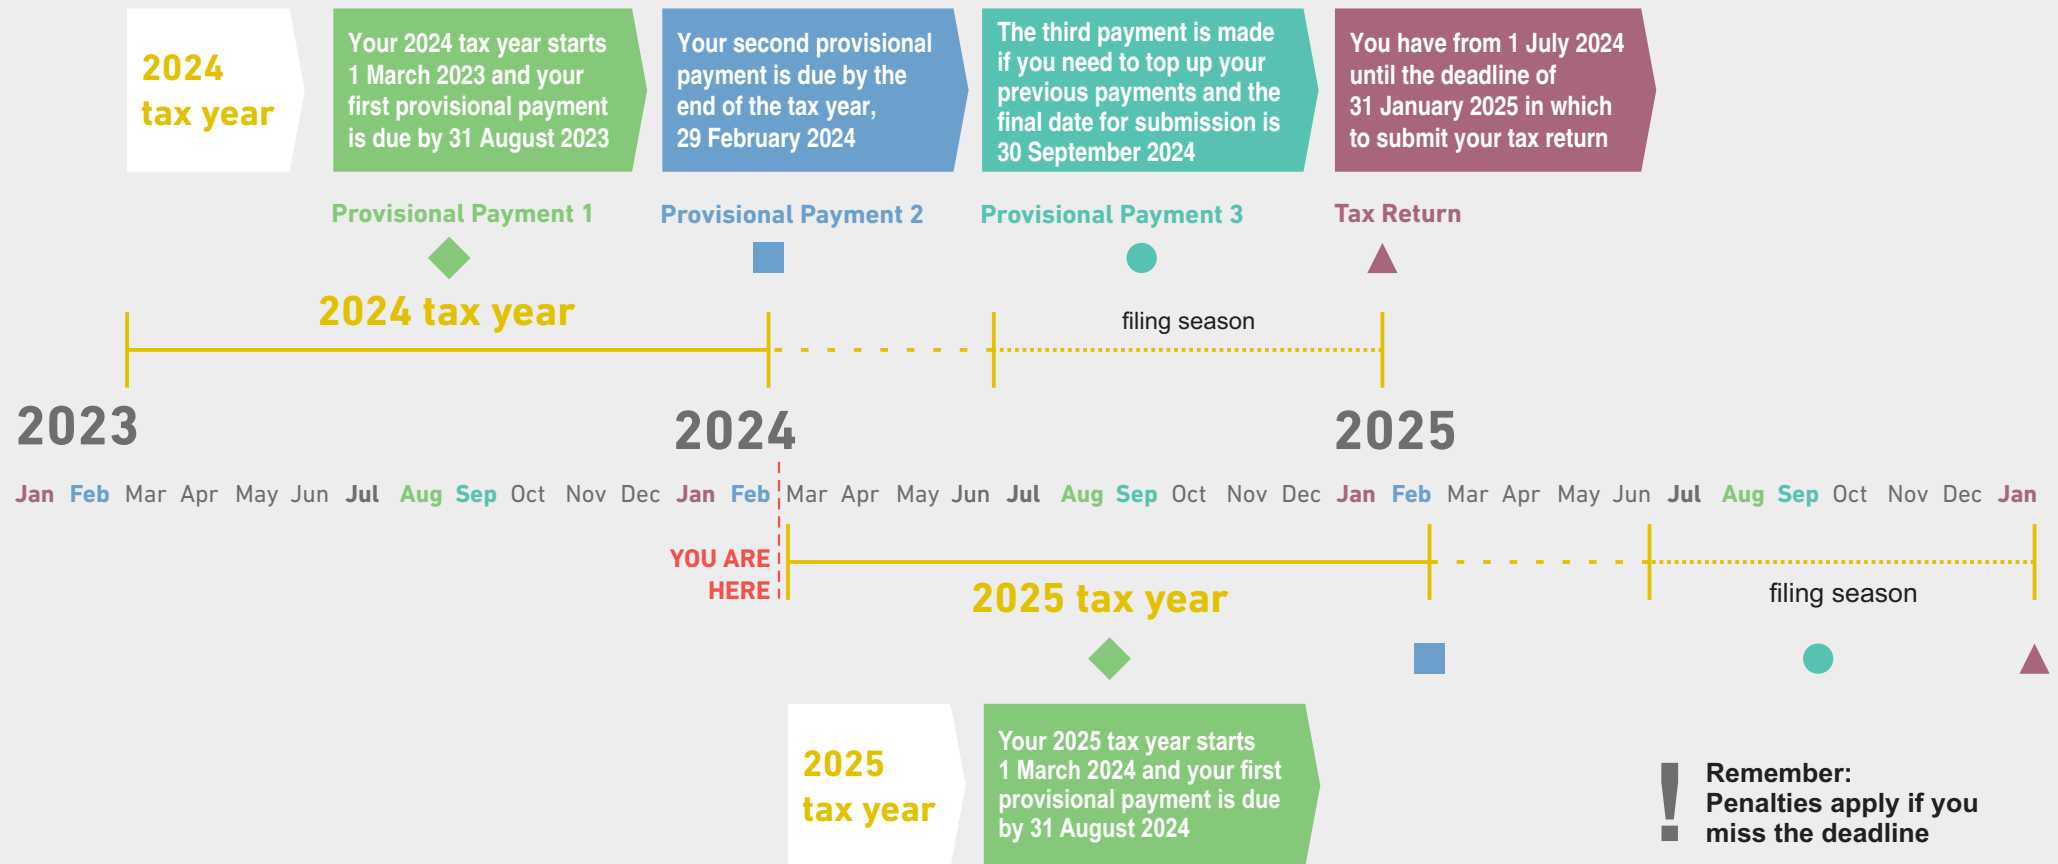 2024
tax year
Your 2024 tax year starts
1 March 2023 and your
first provisional payment
is due by 31 August 2023
Your second provisional
payment is due by the
end of the tax year,
29 February 2024
The third payment is made
if you need to top up your
previous payments and the
final date for submission is
30 September 2024
You have from 1 July 2024
until the deadline of
31 January 2025 in which
to submit your tax return
Provisional Payment 1
Provisional Payment 2
Provisional Payment 3
Tax Return
2024 tax year
filing season
2023
2024
2025
Jan Feb Mar Apr May Jun Jul Aug Sep Oct Nov Dec Jan Feb Mar Apr May Jun Jul Aug Sep Oct Nov Dec Jan Feb Mar Apr May Jun Jul Aug Sep Oct Nov Dec Jan
YOU ARE
HERE
2025 tax year
filing season
2025
tax year
Your 2025 tax year starts
1 March 2024 and your first
provisional payment is due
by 31 August 2024
!
Remember:
Penalties apply if you
miss the deadline